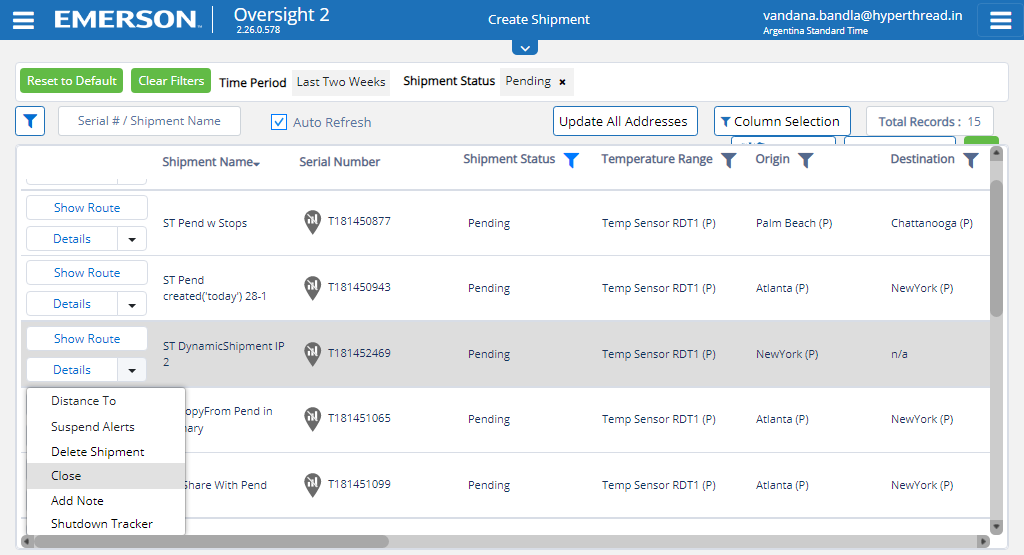 EMERSON
Oversight 2
2.26.0.578
Create Shipment
vandana.bandla@hyperthread.in
Argentina Standard Time
Reset to Default
Clear Filters
Time Period
Last Two Weeks
Shipment Status
Pending ×
Serial # / Shipment Name
Auto Refresh
Update All Addresses
Column Selection
Total Records : 15
Shipment Name
Serial Number
Shipment Status
Temperature Range
Origin
Destination
Show Route
Details
ST Pend w Stops
T181450877
Pending
Temp Sensor RDT1 (P)
Palm Beach (P)
Chattanooga (P)
Show Route
Details
ST Pend
created('today') 28-1
T181450943
Pending
Temp Sensor RDT1 (P)
Atlanta (P)
NewYork (P)
Show Route
Details
ST DynamicShipment IP
2
T181452469
Pending
Temp Sensor RDT1 (P)
NewYork (P)
n/a
Distance To
Suspend Alerts
Delete Shipment
Close
Add Note
Shutdown Tracker
Pend in
T181451065
Pending
Temp Sensor RDT1 (P)
Atlanta (P)
NewYork (P)
Share With Pend
T181451099
Pending
Temp Sensor RDT1 (P)
Atlanta (P)
NewYork (P)